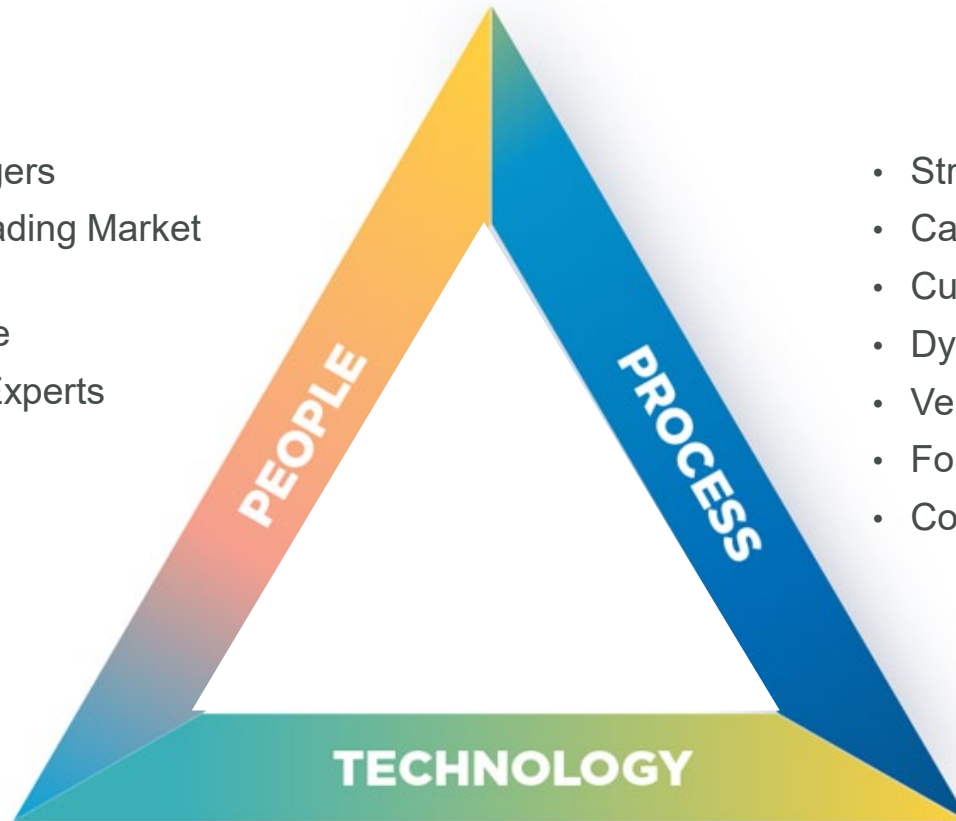 gers
ading Market
e
Experts
PEOPLE
PROCESS
TECHNOLOGY
• Str
• Ca
• Cu
• Dy
• Ve
• Fo
• Co